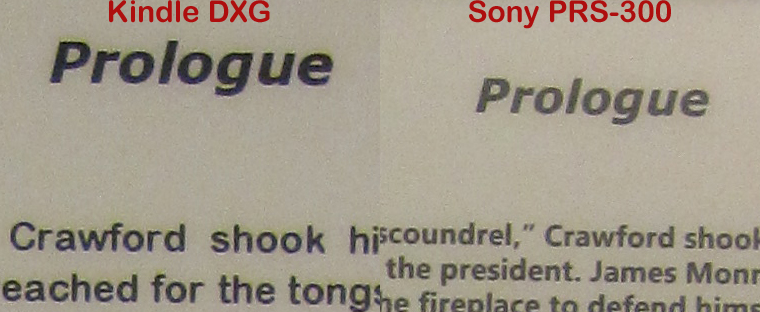 Kindle DXG
Prologue
Crawford shook hi
eached for the tongs
Sony PRS-300
Prologue
scoundrel,” Crawford shook
the president. James Monr
he fireplace to defend hims